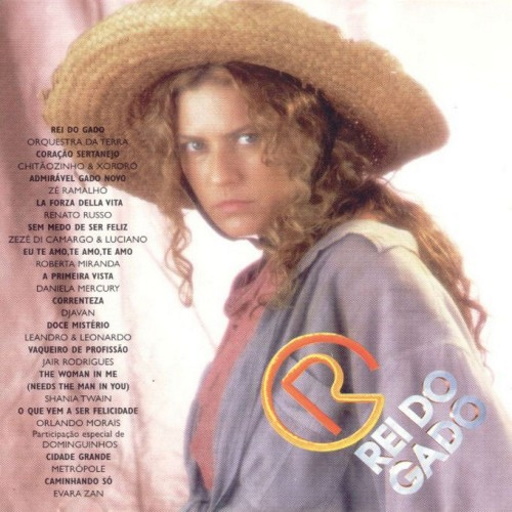 REI DO GADO
ORQUESTRA DA TERRA
CORAÇÃO SERTANEJO
CHITÃOZINHO & XORORÓ
ADMIRÁVEL GADO NOVO
ZÉ RAMALHO
LA FORZA DELLA VITA
RENATO RUSSO
SEM MEDO DE SER FELIZ
ZEZÉ DI CAMARGO & LUCIANO
EU TE AMO, TE AMO, TE AMO
ROBERTA MIRANDA
A PRIMEIRA VISTA
DANIELA MERCURY
CORRENTEZA
DJAVAN
DOCE MISTÉRIO
LEANDRO & LEONARDO
VAQUEIRO DE PROFISSÃO
JAIR RODRIGUES
THE WOMAN IN ME
(NEEDS THE MAN IN YOU)
SHANIA TWAIN
O QUE VEM A SER FELICIDADE
ORLANDO MORAIS
Participação especial de
DOMINGUINHOS
CIDADE GRANDE
METRÓPOLE
CAMINHANDO SÓ
EVARA ZAN
R
REI DO
GADO